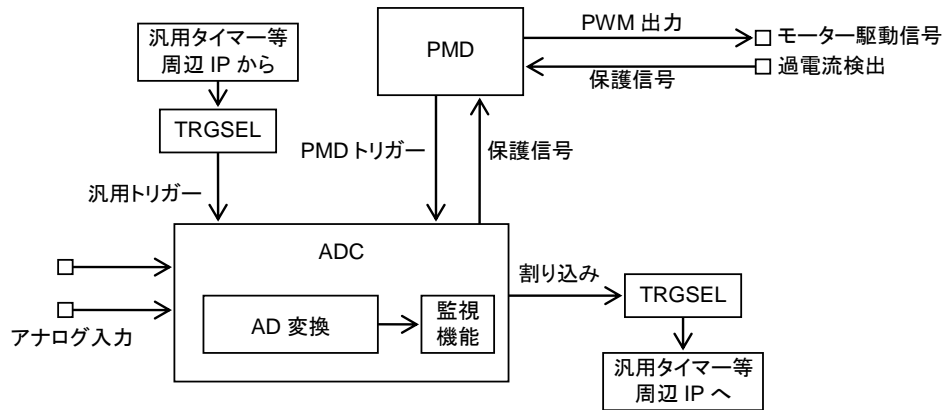 汎用タイマー等
周辺 IP から
TRGSEL
汎用トリガー
PMD
PWM 出力
モーター駆動信号
保護信号
過電流検出
PMD トリガー
保護信号
ADC
アナログ入力
AD 変換
監視
機能
割り込み
TRGSEL
汎用タイマー等
周辺 IP へ